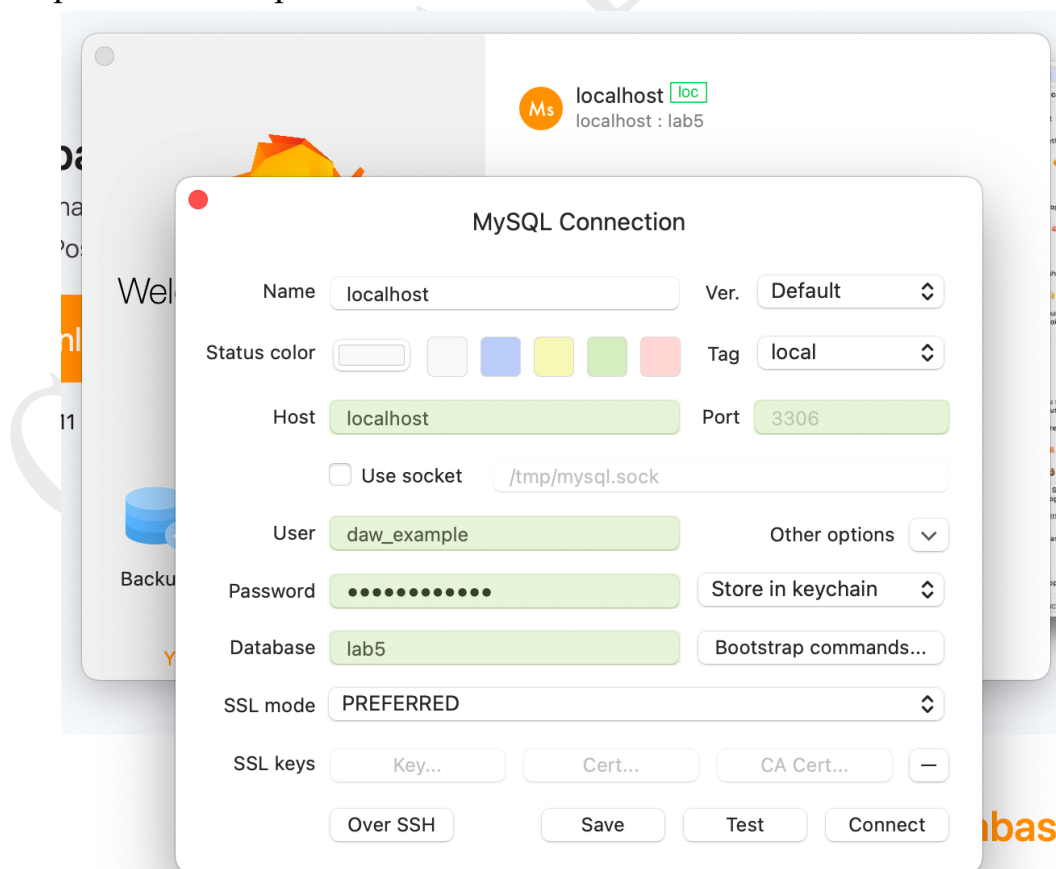 localhost loc
Ms
localhost : lab5
MySQL Connection
Name localhost Ver. Default
Status color Tag local
Host localhost Port 3306
Use socket /tmp/mysql.sock
User daw_example Other options
Password •••••••••••• Store in keychain
Database lab5 Bootstrap commands...
SSL mode PREFERRED
SSL keys Key... Cert... CA Cert... –
Over SSH Save Test Connect
Wel
Backu
Y
11